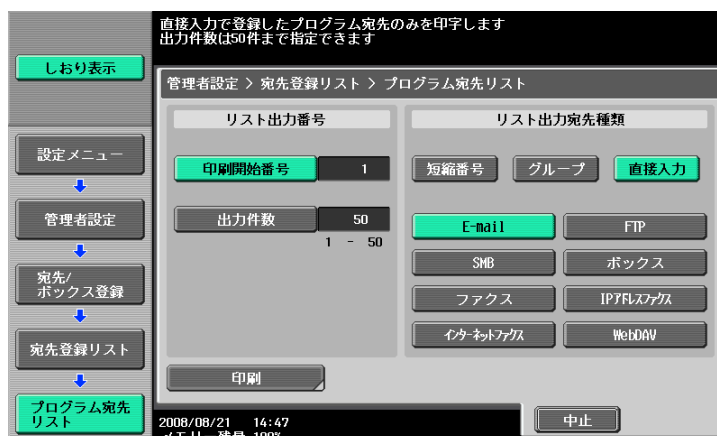 直接入力で登録したプログラム宛先のみを印字します
出力件数は50件まで指定できます
しおり表示
管理者設定 > 宛先登録リスト > プログラム宛先リスト
リスト出力番号
リスト出力宛先種類
設定メニュー
印刷開始番号 1
短縮番号 グループ 直接入力
管理者設定
出力件数 50
1 - 50
E-mail FTP
SMB ボックス
宛先/
ボックス登録
ファクス IPアドレスファクス
インターネットファクス WebDAV
宛先登録リスト
印刷
プログラム宛先
リスト
中止
2008/08/21 14:47
メモリー残量 100%